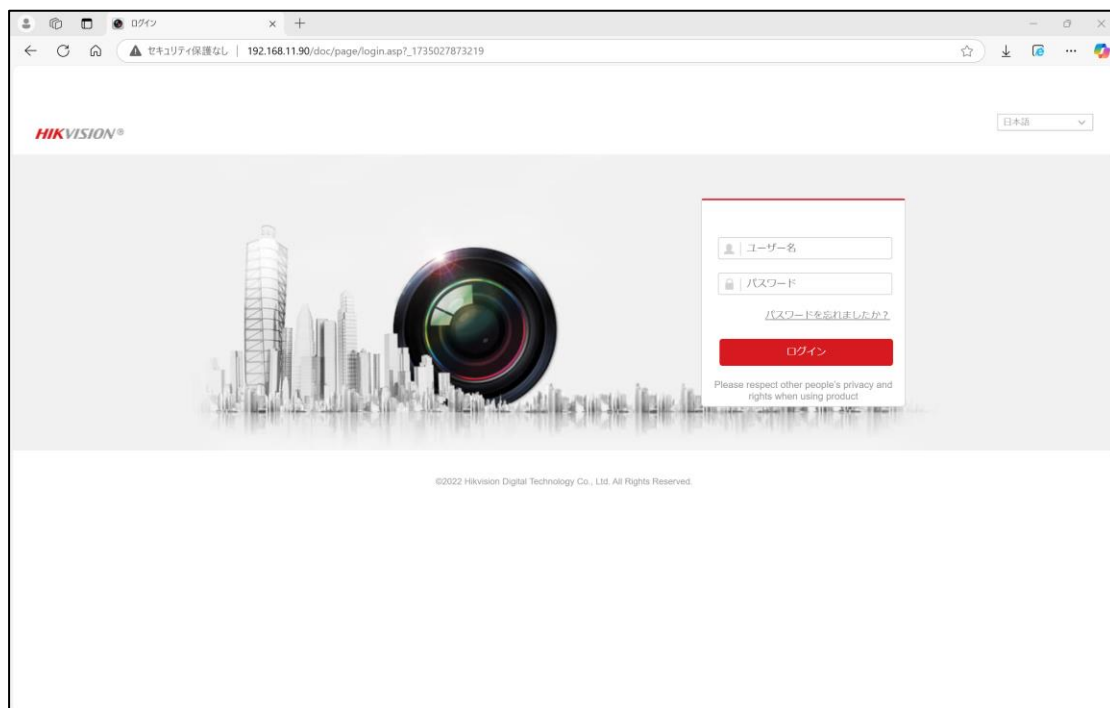 ログイン
セキュリティ保護なし | 192.168.11.90/doc/page/login.asp?_1735027873219
HIKVISION®
日本語
ユーザー名
パスワード
パスワードを忘れましたか？
ログイン
Please respect other people's privacy and
rights when using product
©2022 Hikvision Digital Technology Co., Ltd. All Rights Reserved.